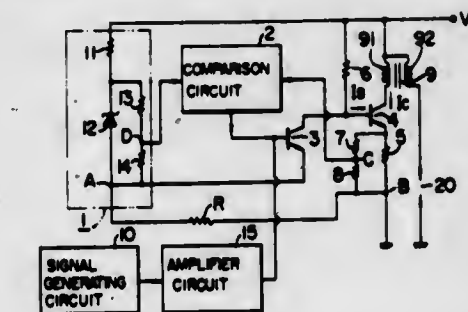 V
11
2
91
92
COMPARISON
CIRCUIT
6
9
13
IB
Ic
12
D
4
3
7
5
14
C
A
8
B
20
1
R
10
15
SIGNAL
GENERATING
CIRCUIT
AMPLIFIER
CIRCUIT